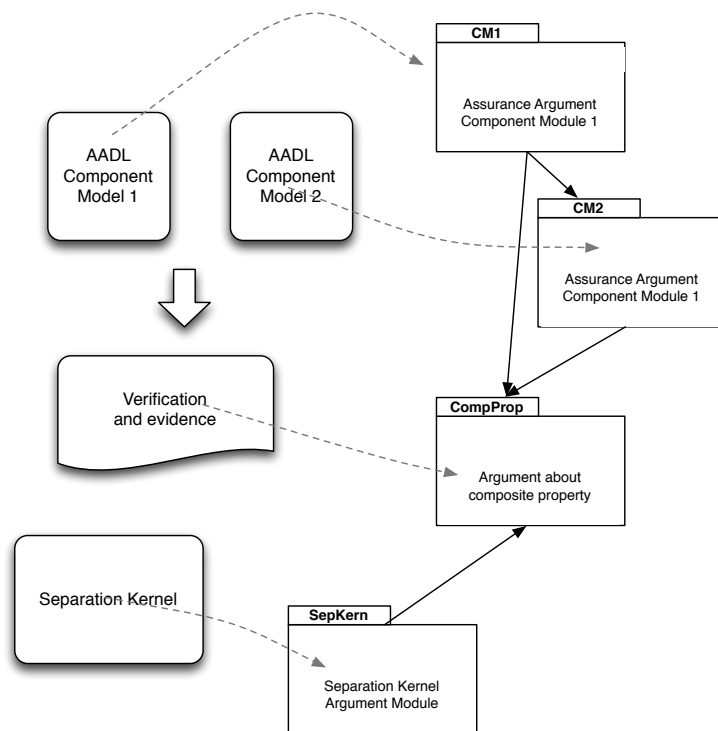 CM1
Assurance Argument
Component Module 1
AADL
Component
Model 1
AADL
Component
Model 2
CM2
Assurance Argument
Component Module 1
Verification
and evidence
CompProp
Argument about
composite property
Separation Kernel
SepKern
Separation Kernel
Argument Module